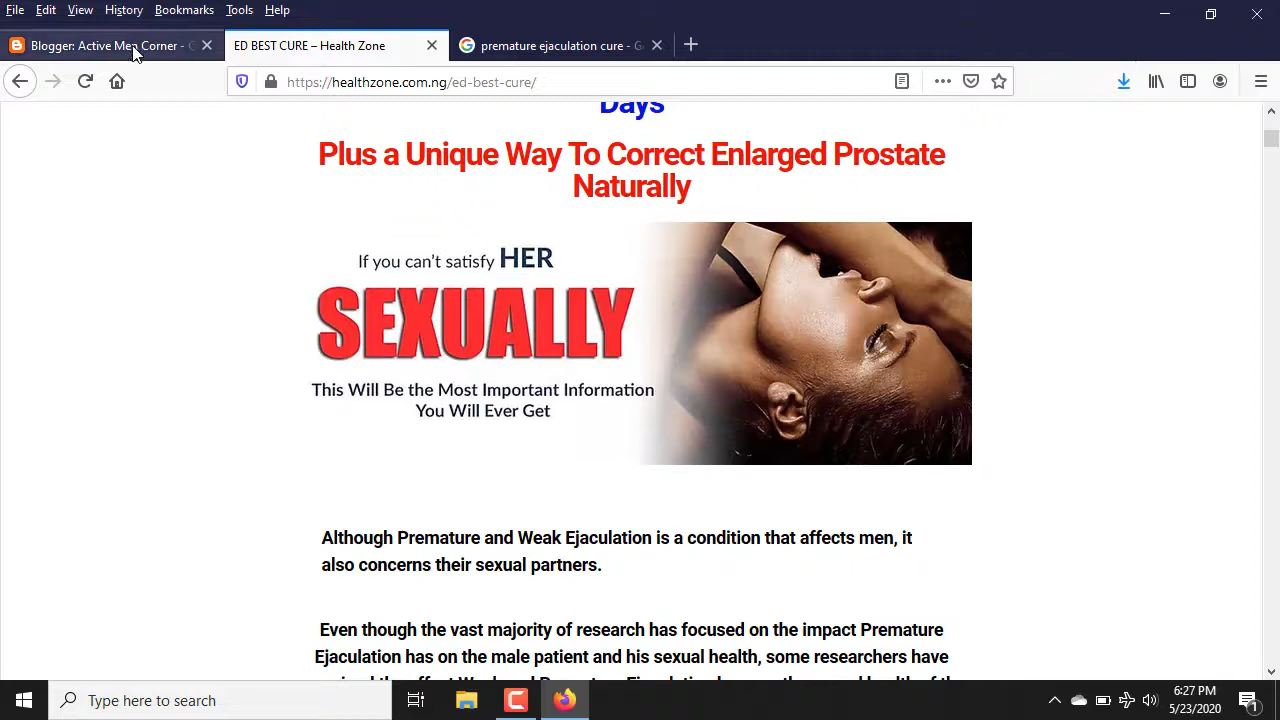 File Edit View History Bookmarks Tools Help
Blogger: Active Men Corner - C
ED BEST CURE – Health Zone
premature ejaculation cure - G
https://healthzone.com.ng/ed-best-cure/
Days
Plus a Unique Way To Correct Enlarged Prostate
Naturally
If you can't satisfy HER
SEXUALLY
This Will Be the Most Important Information
You Will Ever Get
Although Premature and Weak Ejaculation is a condition that affects men, it
also concerns their sexual partners.
Even though the vast majority of research has focused on the impact Premature
Ejaculation has on the male patient and his sexual health, some researchers have
Type here to search
6:27 PM
5/23/2020
1